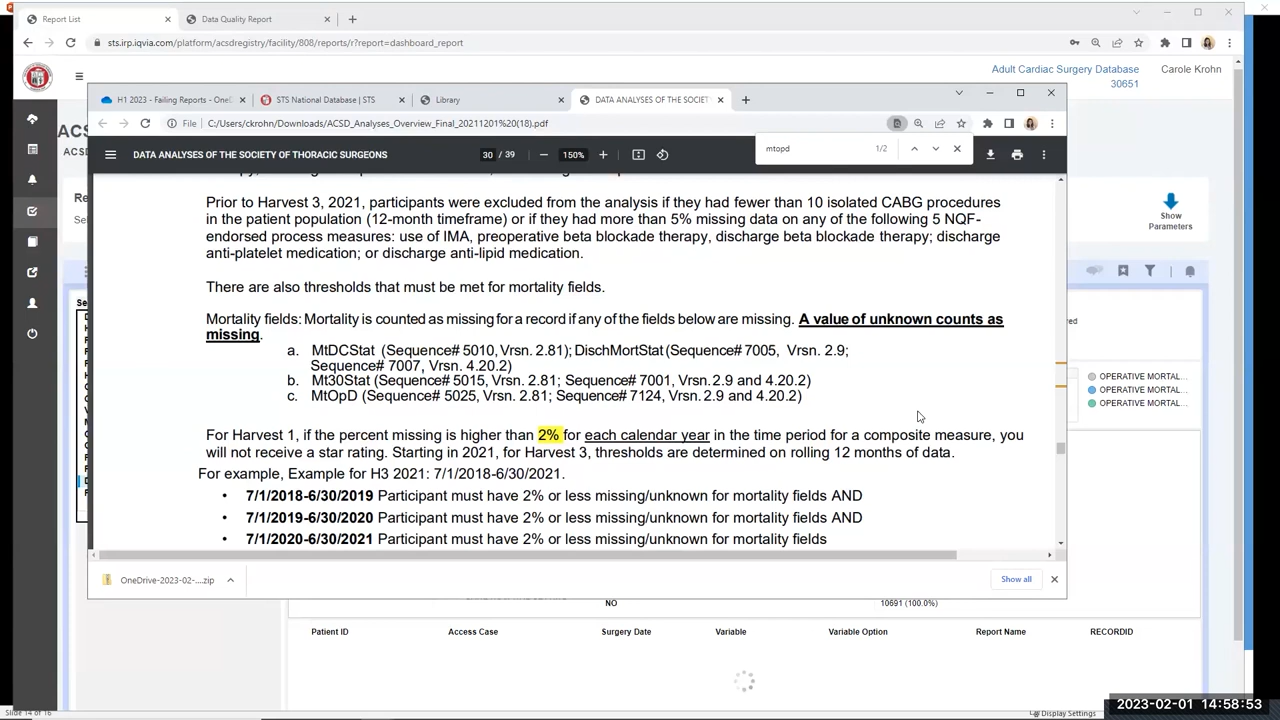 Report List
Data Quality Report
sts.irp.iqvia.com/platform/acsdregistry/facility/808/reports/r?report=dashboard_report
Adult Cardiac Surgery Database
30651
Carole Krohn
H1 2023 - Failing Reports - One
STS National Database | STS
Library
DATA ANALYSES OF THE SOCIET
File
C:/Users/ckrohn/Downloads/ACSD_Analyses_Overview_Final_20211201%20(18).pdf
DATA ANALYSES OF THE SOCIETY OF THORACIC SURGEONS
30 / 39
150%
mtopd
1/2
Show
Parameters
Prior to Harvest 3, 2021, participants were excluded from the analysis if they had fewer than 10 isolated CABG procedures
in the patient population (12-month timeframe) or if they had more than 5% missing data on any of the following 5 NQF-
endorsed process measures: use of IMA, preoperative beta blockade therapy, discharge beta blockade therapy; discharge
anti-platelet medication; or discharge anti-lipid medication.
There are also thresholds that must be met for mortality fields.
Mortality fields: Mortality is counted as missing for a record if any of the fields below are missing. A value of unknown counts as
missing.
a. MtDCStat (Sequence# 5010, Vrsn. 2.81); DischMortStat (Sequence# 7005, Vrsn. 2.9;
Sequence# 7007, Vrsn. 4.20.2)
b. Mt30Stat (Sequence# 5015, Vrsn. 2.81; Sequence# 7001, Vrsn. 2.9 and 4.20.2)
c. MtOpD (Sequence# 5025, Vrsn. 2.81; Sequence# 7124, Vrsn. 2.9 and 4.20.2)
For Harvest 1, if the percent missing is higher than 2% for each calendar year in the time period for a composite measure, you
will not receive a star rating. Starting in 2021, for Harvest 3, thresholds are determined on rolling 12 months of data.
For example, Example for H3 2021: 7/1/2018-6/30/2021.
• 7/1/2018-6/30/2019 Participant must have 2% or less missing/unknown for mortality fields AND
• 7/1/2019-6/30/2020 Participant must have 2% or less missing/unknown for mortality fields AND
• 7/1/2020-6/30/2021 Participant must have 2% or less missing/unknown for mortality fields
OPERATIVE MORTAL...
OPERATIVE MORTAL...
OPERATIVE MORTAL...
OneDrive-2023-02-....zip
Show all
NO
10691 (100.0%)
Patient ID
Access Case
Surgery Date
Variable
Variable Option
Report Name
RECORDID
Slide 14 of 16
Display Settings
2023-02-01 14:58:53